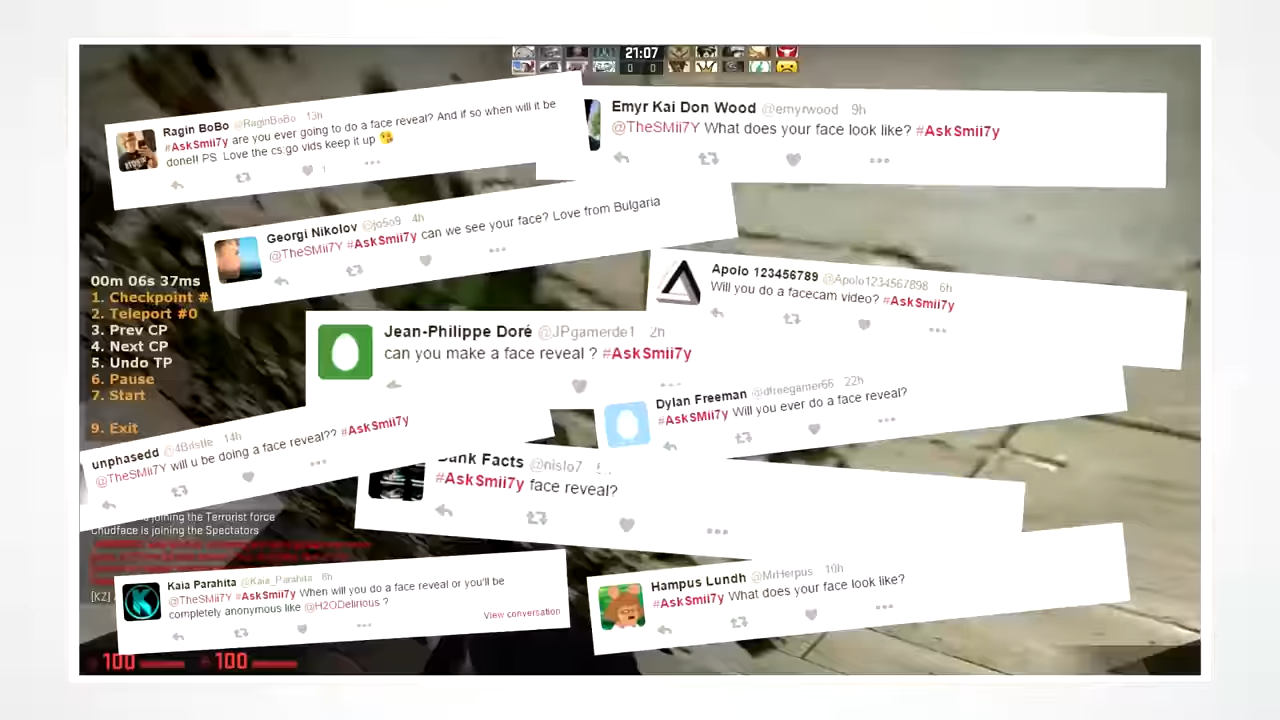 21:07
0 0
Ragin BoBo @RaginBoBo 13h
#AskSmii7y are you ever going to do a face reveal? And if so when will it be
done!! PS. Love the cs:go vids keep it up
1
Emyr Kai Don Wood @emyrwood 9h
@TheSMii7Y What does your face look like? #AskSmii7y
Georgi Nikolov @jo5o9 4h
@TheSMii7Y #AskSmii7y can we see your face? Love from Bulgaria
Apolo 123456789 @Apolo1234567898 6h
Will you do a facecam video? #AskSmii7y
00m 06s 37ms
1. Checkpoint #
2. Teleport #0
3. Prev CP
4. Next CP
5. Undo TP
6. Pause
7. Start
9. Exit
Jean-Philippe Doré @JPgamerde1 2h
can you make a face reveal ? #AskSmii7y
Dylan Freeman @dfreegamer66 22h
#AskSMii7y Will you ever do a face reveal?
unphasedd @4Bristle 14h
@TheSMii7Y will u be doing a face reveal?? #AskSmii7y
Dank Facts @nislo7
#AskSmii7y face reveal?
joining the Terrorist force
Chudface is joining the Spectators
[KZ]
Kaia Parahita @Kaia_Parahita 8h
@TheSMii7Y #AskSmii7y When will you do a face reveal or you'll be
completely anonymous like @H2ODelirious ?
View conversation
Hampus Lundh @MrHerpus 10h
#AskSmii7y What does your face look like?
100 100